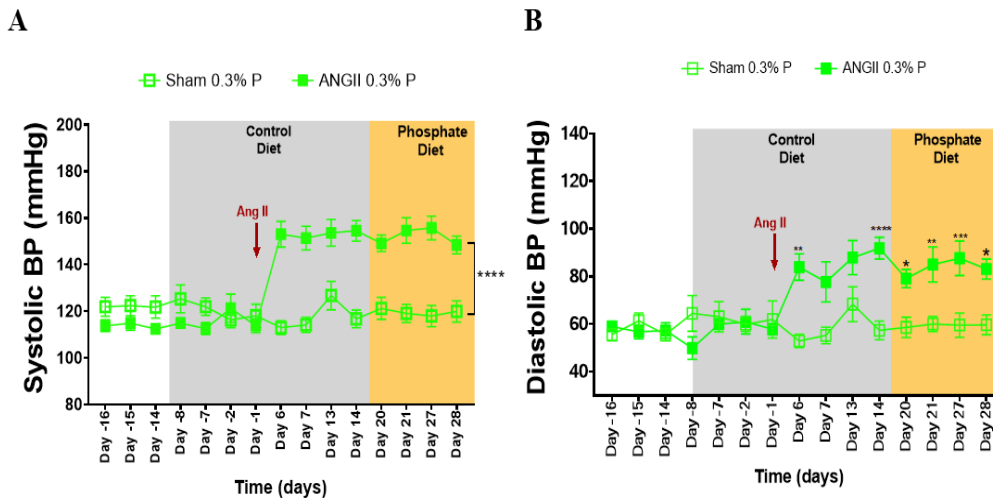 A
Sham 0.3% P ANGII 0.3% P
Systolic BP (mmHg)
200
180
160
140
120
100
80
Control
Diet
Phosphate
Diet
Ang II
****
Day -16
Day -15
Day -14
Day -8
Day -7
Day -2
Day -1
Day 6
Day 7
Day 13
Day 14
Day 20
Day 21
Day 27
Day 28
Time (days)
B
Sham 0.3% P ANGII 0.3% P
Diastolic BP (mmHg)
140
120
100
80
60
40
Control
Diet
Phosphate
Diet
Ang II
**
****
*
**
***
*
Day -16
Day -15
Day -14
Day -8
Day -7
Day -2
Day -1
Day 6
Day 7
Day 13
Day 14
Day 20
Day 21
Day 27
Day 28
Time (days)